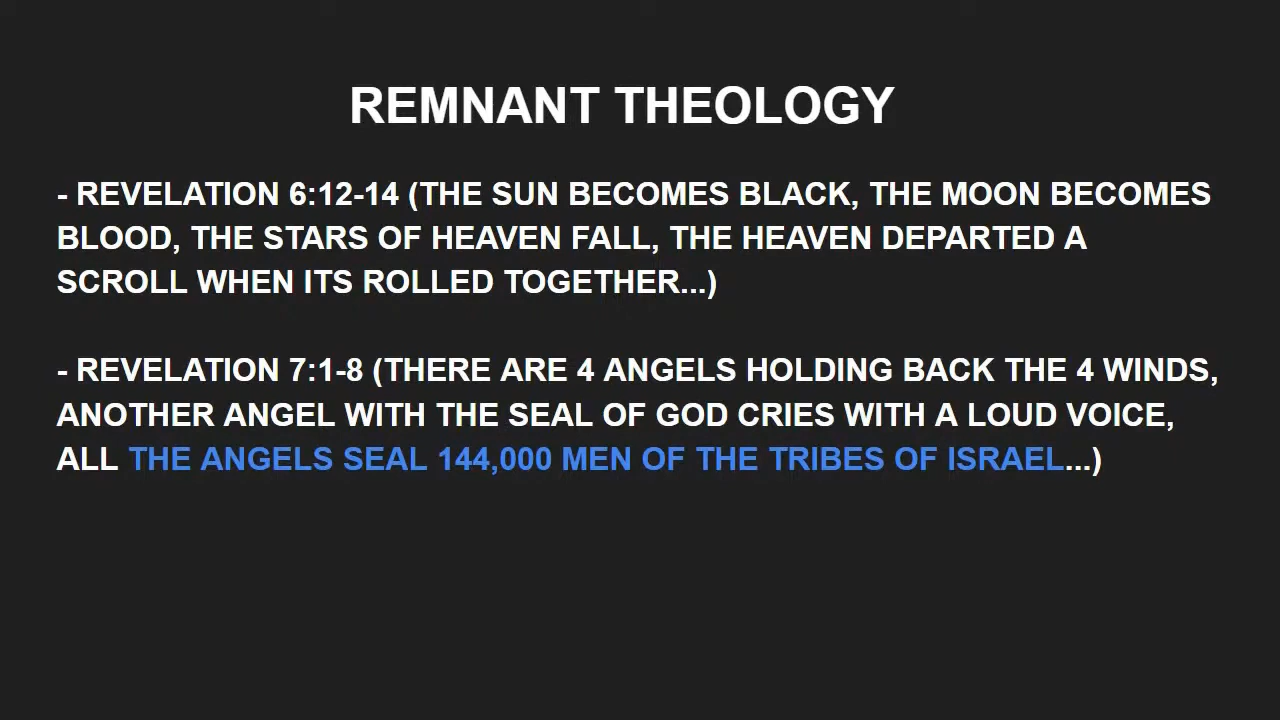 REMNANT THEOLOGY
- REVELATION 6:12-14 (THE SUN BECOMES BLACK, THE MOON BECOMES
BLOOD, THE STARS OF HEAVEN FALL, THE HEAVEN DEPARTED A
SCROLL WHEN ITS ROLLED TOGETHER...)
- REVELATION 7:1-8 (THERE ARE 4 ANGELS HOLDING BACK THE 4 WINDS,
ANOTHER ANGEL WITH THE SEAL OF GOD CRIES WITH A LOUD VOICE,
ALL THE ANGELS SEAL 144,000 MEN OF THE TRIBES OF ISRAEL...)